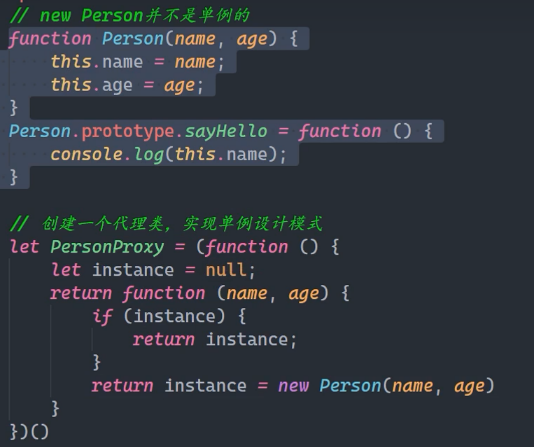 // new Person并不是单例的
function Person(name, age) {
    this.name = name;
    this.age = age;
}
Person.prototype.sayHello = function () {
    console.log(this.name);
}
// 创建一个代理类，实现单例设计模式
let PersonProxy = (function () {
    let instance = null;
    return function (name, age) {
        if (instance) {
            return instance;
        }
        return instance = new Person(name, age)
    }
})()